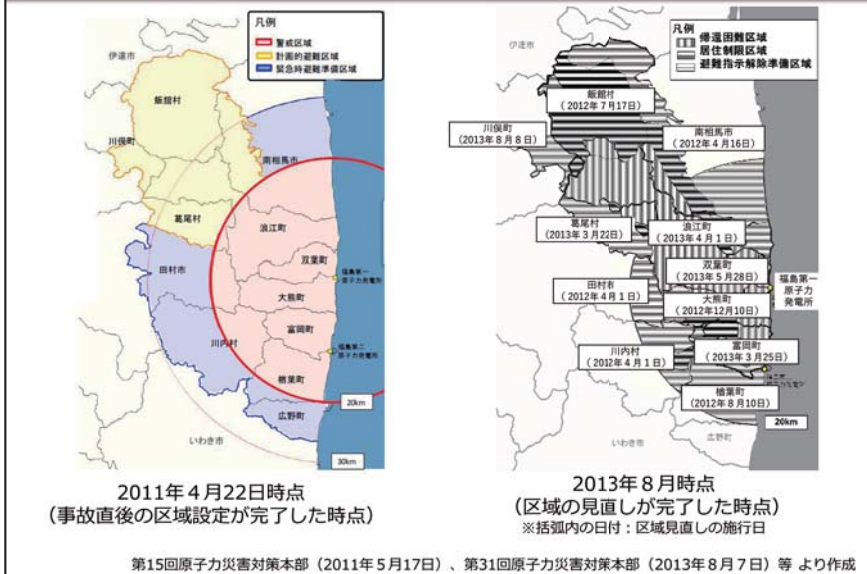 凡例
警戒区域
計画的避難区域
緊急時避難準備区域
伊達市
飯舘村
川俣町
南相馬市
葛尾村
浪江町
田村市
双葉町
福島第一
原子力発電所
大熊町
富岡町
川内村
福島第二
原子力発電所
楢葉町
20km
広野町
いわき市
30km
2011年4月22日時点
(事故直後の区域設定が完了した時点)
凡例
帰還困難区域
居住制限区域
避難指示解除準備区域
伊達市
飯舘村
(2012年7月17日)
川俣町
(2013年8月8日)
南相馬市
(2012年4月16日)
葛尾村
(2013年3月22日)
浪江町
(2013年4月1日)
双葉町
(2013年5月28日)
田村市
(2012年4月1日)
福島第一
原子力
発電所
大熊町
(2012年12月10日)
富岡町
(2013年3月25日)
川内村
(2012年4月1日)
楢葉町
(2012年8月10日)
20km
広野町
いわき市
2013年8月時点
(区域の見直しが完了した時点)
※括弧内の日付:区域見直しの施行日
第15回原子力災害対策本部(2011年5月17日)、第31回原子力災害対策本部(2013年8月7日)等 より作成